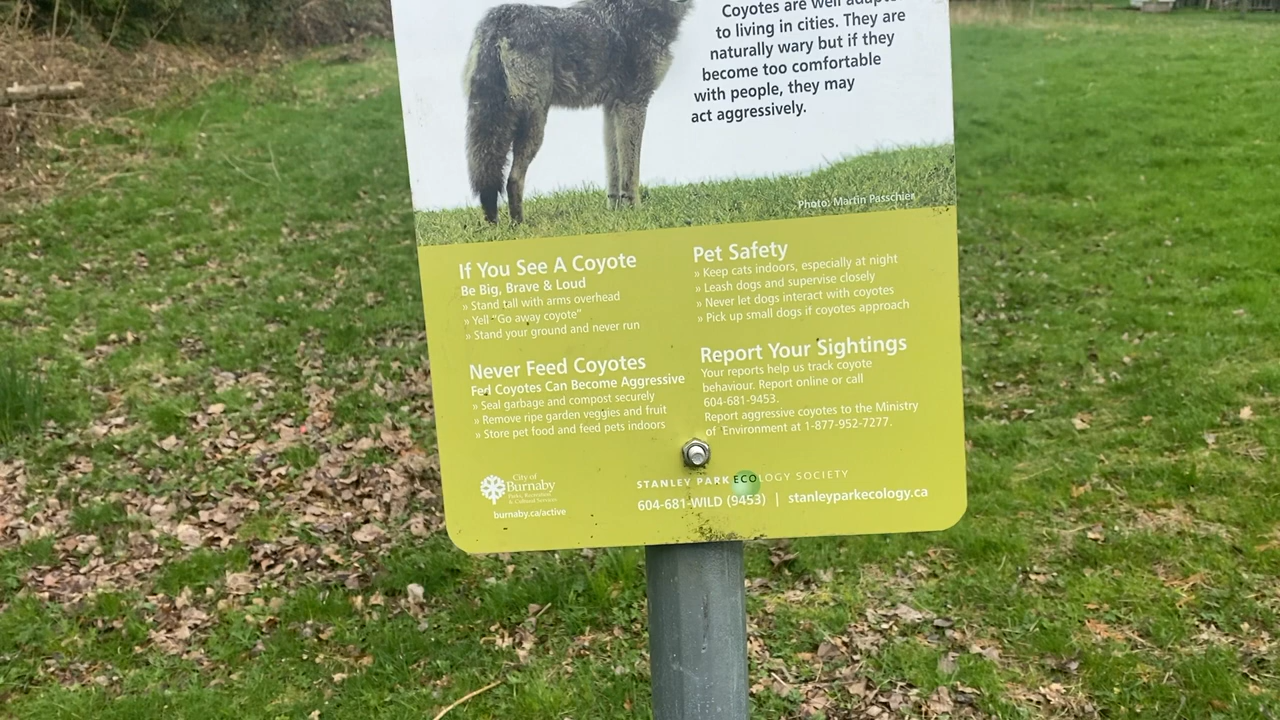 Coyotes are well adapte
to living in cities. They are
naturally wary but if they
become too comfortable
with people, they may
act aggressively.
Photo: Martin Passchier
If You See A Coyote
Be Big, Brave & Loud
» Stand tall with arms overhead
» Yell "Go away coyote"
» Stand your ground and never run
Never Feed Coyotes
Fed Coyotes Can Become Aggressive
» Seal garbage and compost securely
» Remove ripe garden veggies and fruit
» Store pet food and feed pets indoors
Pet Safety
» Keep cats indoors, especially at night
» Leash dogs and supervise closely
» Never let dogs interact with coyotes
» Pick up small dogs if coyotes approach
Report Your Sightings
Your reports help us track coyote
behaviour. Report online or call
604-681-9453.
Report aggressive coyotes to the Ministry
of Environment at 1-877-952-7277.
City of
Burnaby
Parks, Recreation
& Cultural Services
burnaby.ca/active
STANLEY PARK ECOLOGY SOCIETY
604-681-WILD (9453) | stanleyparkecology.ca